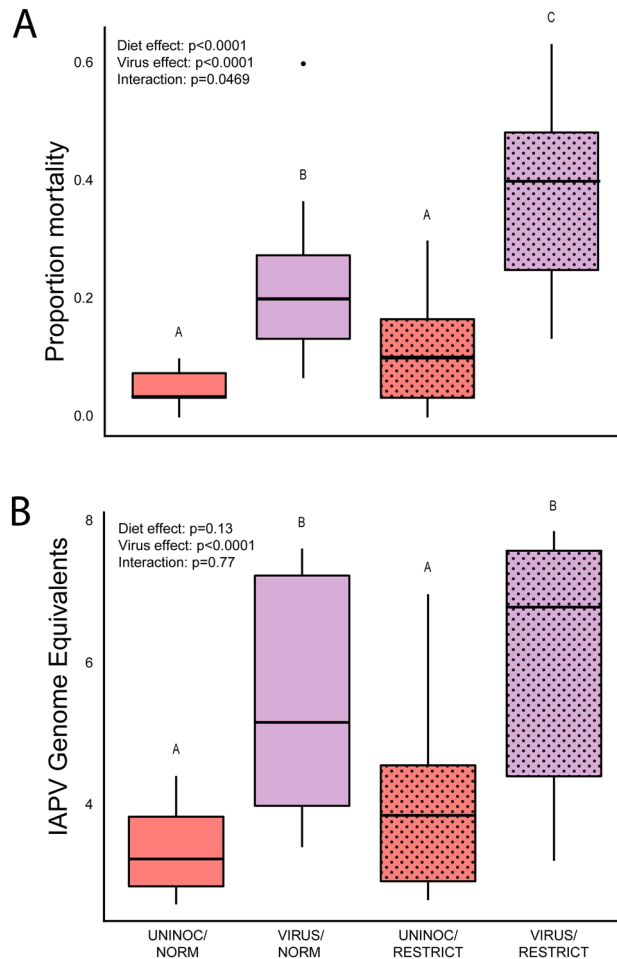 A
Diet effect: p<0.0001
Virus effect: p<0.0001
Interaction: p=0.0469
Proportion mortality
0.6
0.4
0.2
0.0
A
B
A
C
B
Diet effect: p=0.13
Virus effect: p<0.0001
Interaction: p=0.77
IAPV Genome Equivalents
8
6
4
A
B
A
B
UNINOC/ VIRUS/ UNINOC/ VIRUS/
NORM NORM RESTRICT RESTRICT